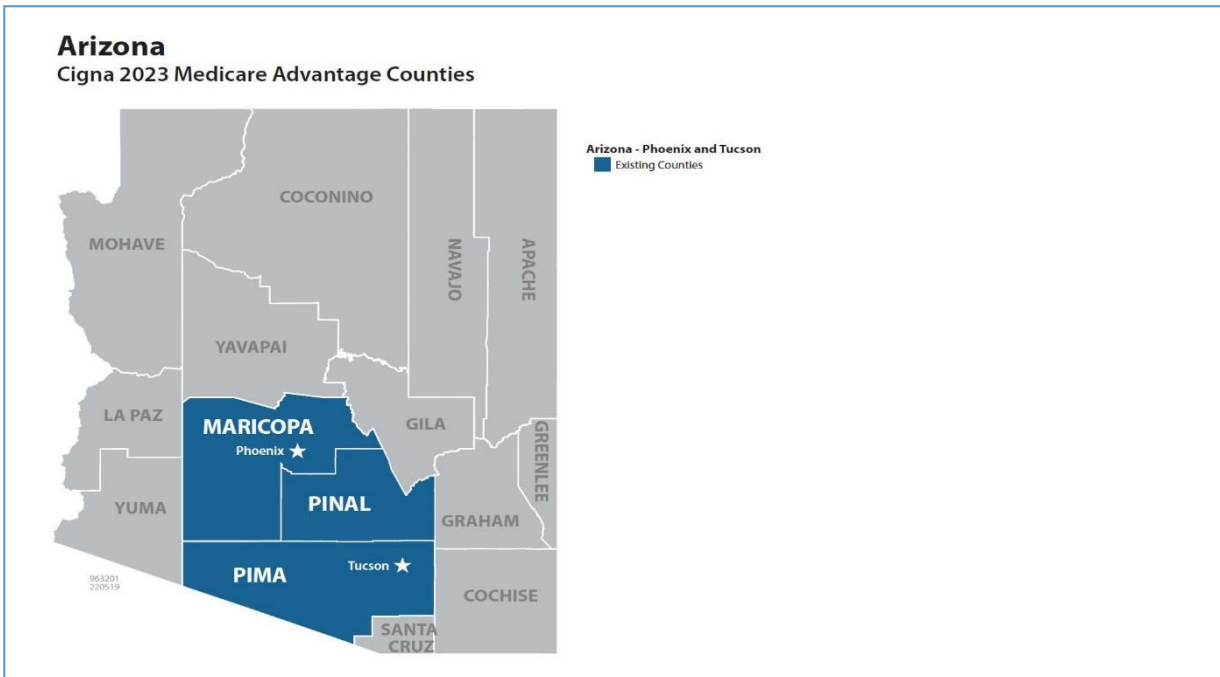 Arizona
Cigna 2023 Medicare Advantage Counties
Arizona - Phoenix and Tucson
Existing Counties
COCONINO
MOHAVE
NAVAJO
APACHE
YAVAPAI
LA PAZ
MARICOPA
GILA
Phoenix
GREENLEE
YUMA
PINAL
GRAHAM
PIMA
Tucson
963201
220519
COCHISE
SANTA
CRUZ